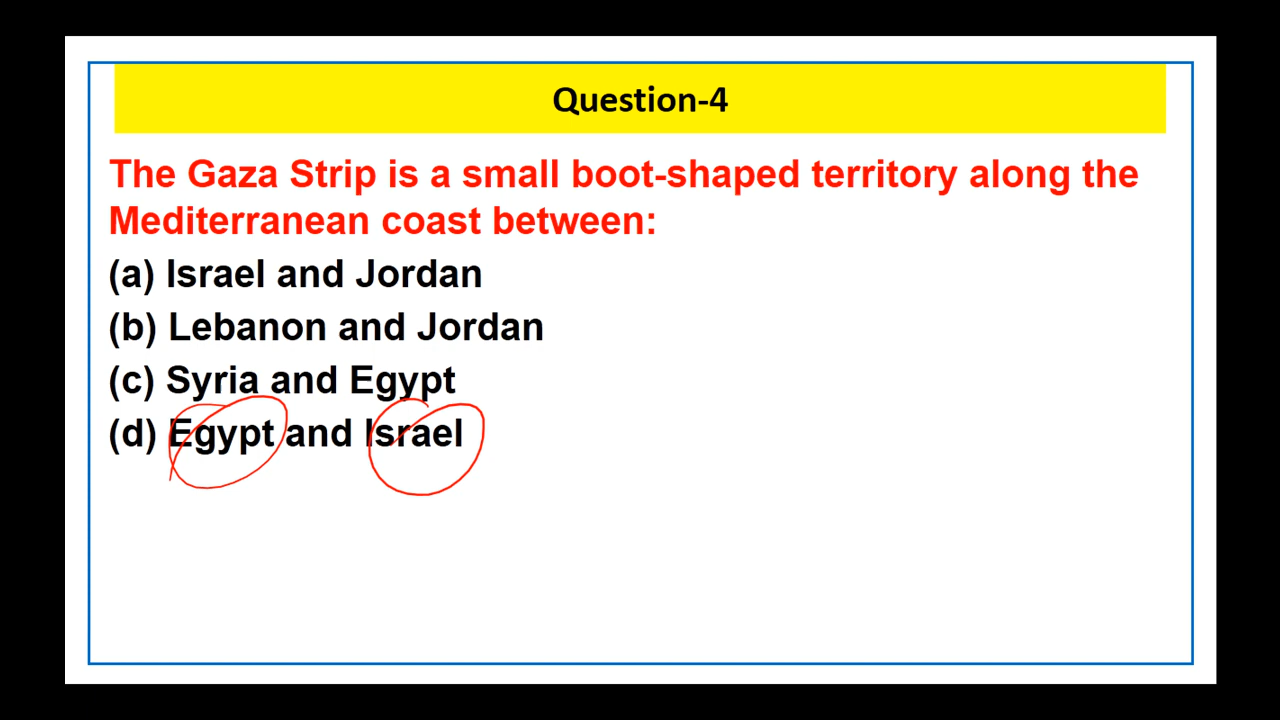 Question-4
The Gaza Strip is a small boot-shaped territory along the
Mediterranean coast between:
(a) Israel and Jordan
(b) Lebanon and Jordan
(c) Syria and Egypt
(d) Egypt and Israel